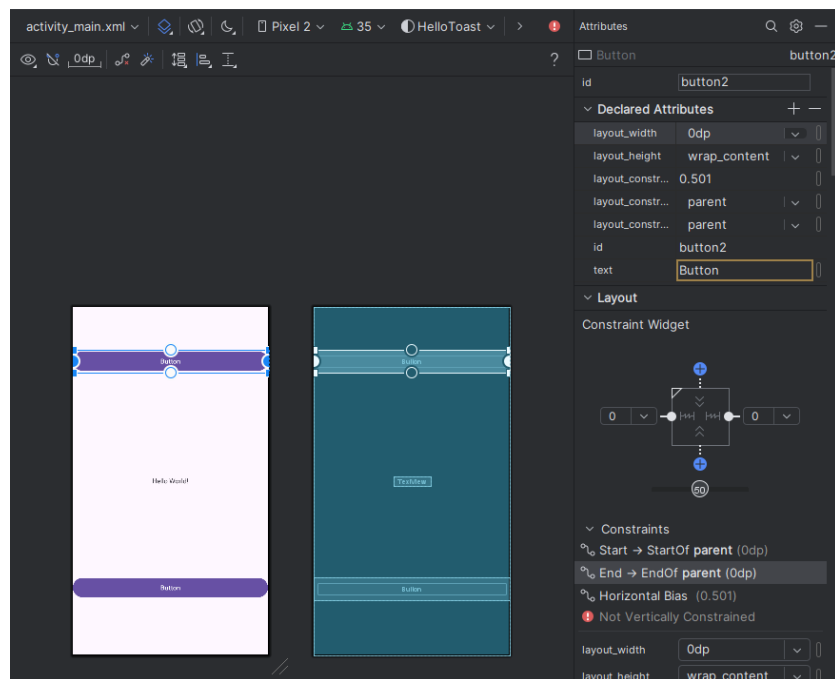 activity_main.xml Pixel 2 35 HelloToast Attributes
0dp ? Button button2
id button2
Declared Attributes
layout_width 0dp
layout_height wrap_content
layout_constr... 0.501
layout_constr... parent
layout_constr... parent
id button2
text Button
Layout
Constraint Widget
Button Button
0 0
Hello World! TextView
50
Constraints
Start → StartOf parent (0dp)
End → EndOf parent (0dp)
Button Button
Horizontal Bias (0.501)
Not Vertically Constrained
layout_width 0dp
layout_height wrap_content